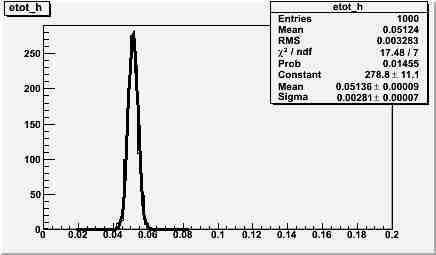 etot_h
etot_h
Entries 1000
Mean 0.05124
RMS 0.003283
χ² / ndf 17.48 / 7
Prob 0.01455
Constant 278.8 ± 11.1
Mean 0.05136 ± 0.00009
Sigma 0.00281 ± 0.00007
250
200
150
100
50
0
0 0.02 0.04 0.06 0.08 0.1 0.12 0.14 0.16 0.18 0.2